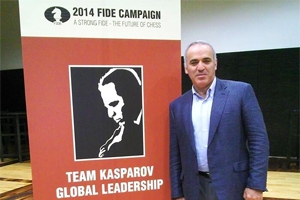 2014 FIDE CAMPAIGN
A STRONG FIDE - THE FUTURE OF CHESS
TEAM KASPAROV
GLOBAL LEADERSHIP